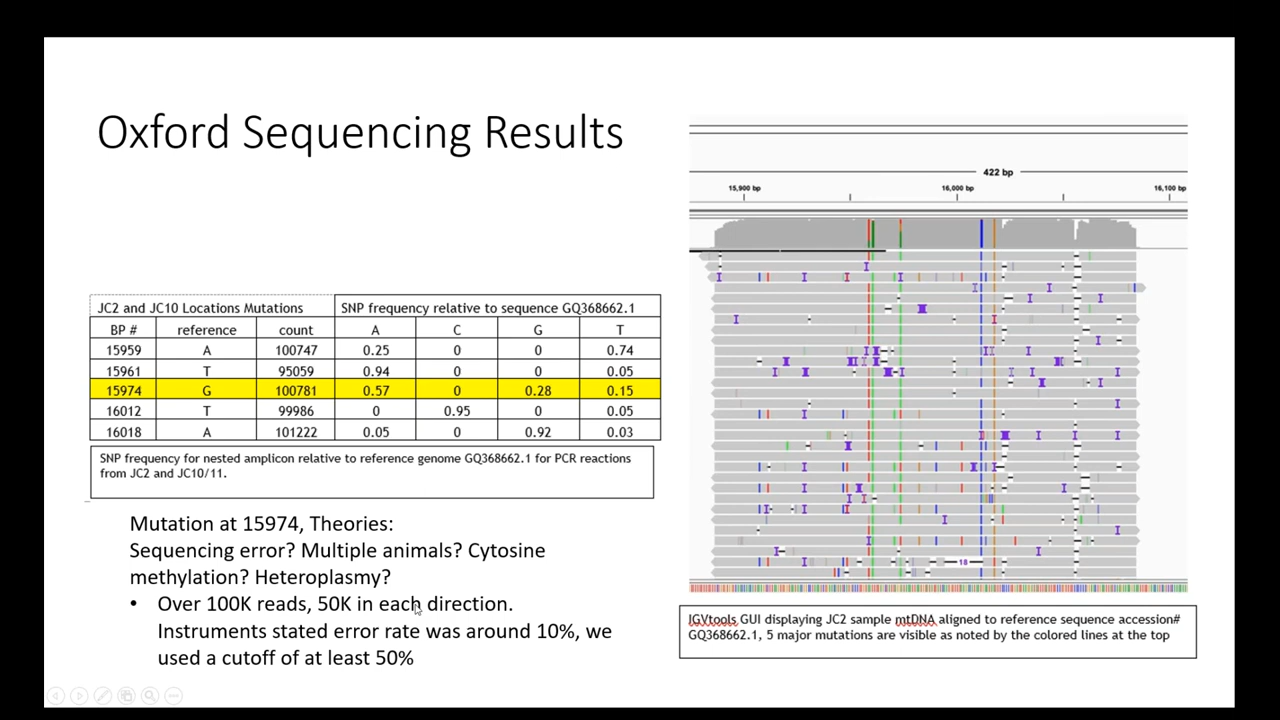 Oxford Sequencing Results
422 bp
15,900 bp 16,000 bp 16,100 bp
JC2 and JC10 Locations Mutations SNP frequency relative to sequence GQ368662.1
BP # reference count A C G T
15959 A 100747 0.25 0 0 0.74
15961 T 95059 0.94 0 0 0.05
15974 G 100781 0.57 0 0.28 0.15
16012 T 99986 0 0.95 0 0.05
16018 A 101222 0.05 0 0.92 0.03
SNP frequency for nested amplicon relative to reference genome GQ368662.1 for PCR reactions
from JC2 and JC10/11.
Mutation at 15974, Theories:
Sequencing error? Multiple animals? Cytosine
methylation? Heteroplasmy?
• Over 100K reads, 50K in each direction.
Instruments stated error rate was around 10%, we
used a cutoff of at least 50%
18
IGVtools GUI displaying JC2 sample mtDNA aligned to reference sequence accession#
GQ368662.1, 5 major mutations are visible as noted by the colored lines at the top